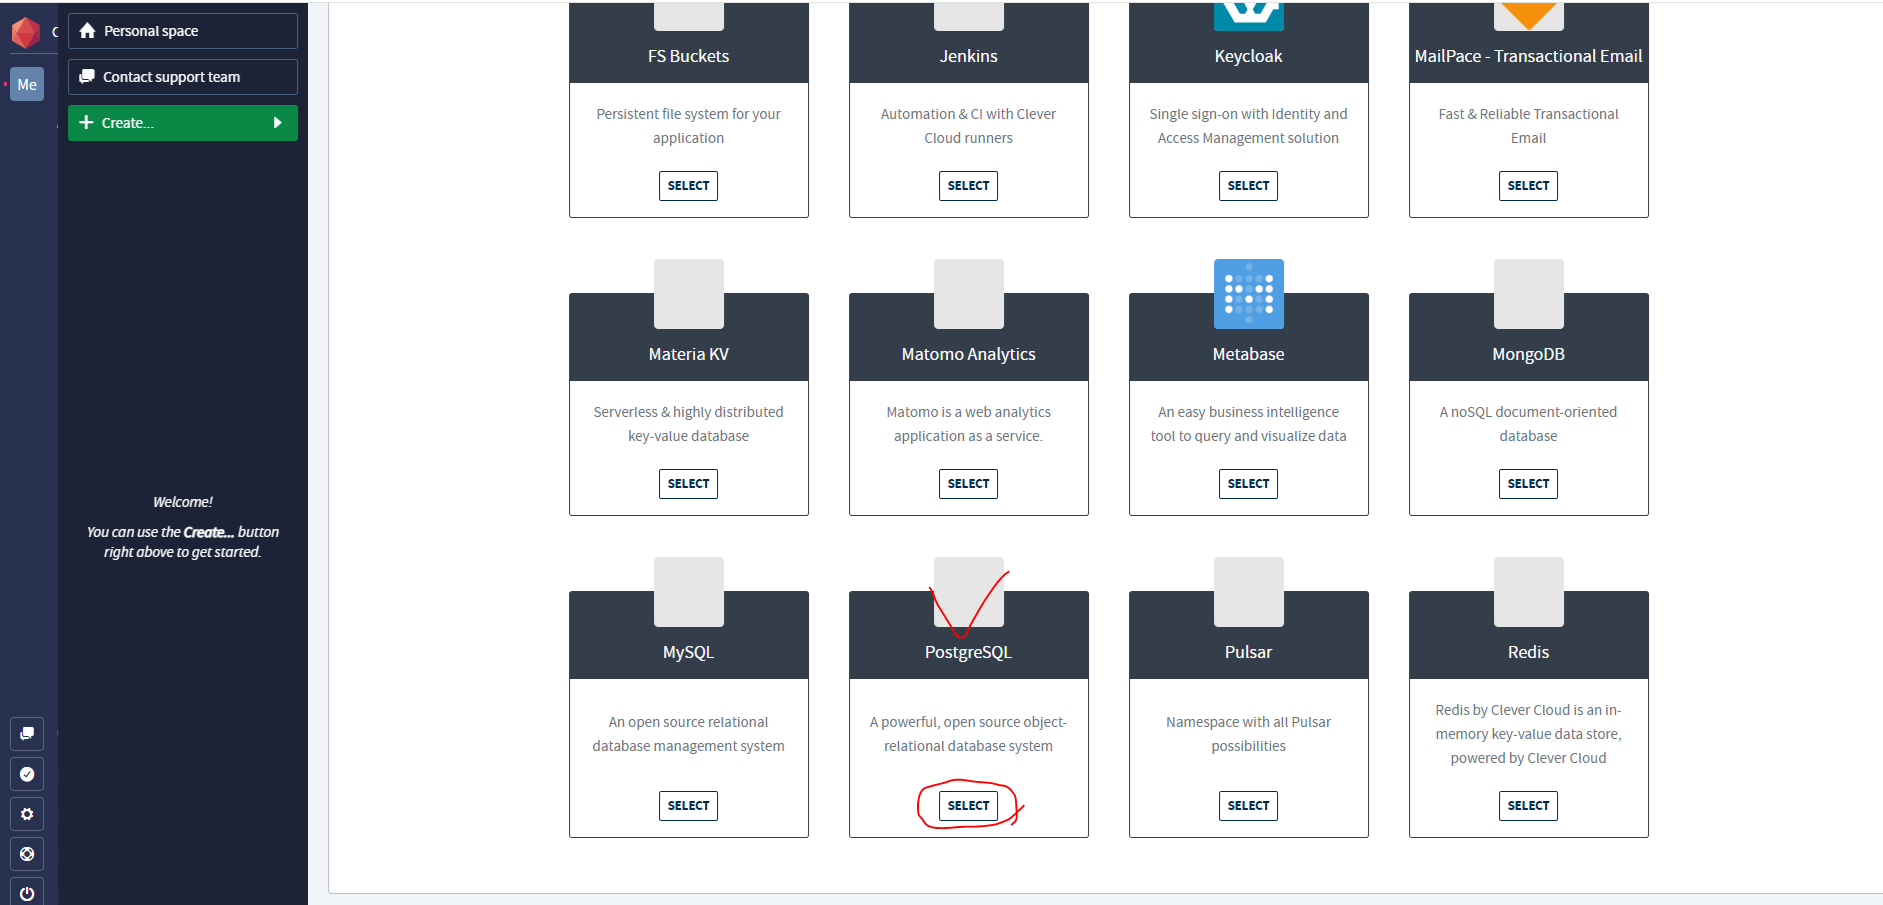 Personal space
Contact support team
Create...
Me
Welcome!
You can use the Create... button
right above to get started.
FS Buckets
Persistent file system for your
application
SELECT
Jenkins
Automation & CI with Clever
Cloud runners
SELECT
Keycloak
Single sign-on with Identity and
Access Management solution
SELECT
MailPace - Transactional Email
Fast & Reliable Transactional
Email
SELECT
Materia KV
Serverless & highly distributed
key-value database
SELECT
Matomo Analytics
Matomo is a web analytics
application as a service.
SELECT
Metabase
An easy business intelligence
tool to query and visualize data
SELECT
MongoDB
A noSQL document-oriented
database
SELECT
MySQL
An open source relational
database management system
SELECT
PostgreSQL
A powerful, open source object-
relational database system
SELECT
Pulsar
Namespace with all Pulsar
possibilities
SELECT
Redis
Redis by Clever Cloud is an in-
memory key-value data store,
powered by Clever Cloud
SELECT